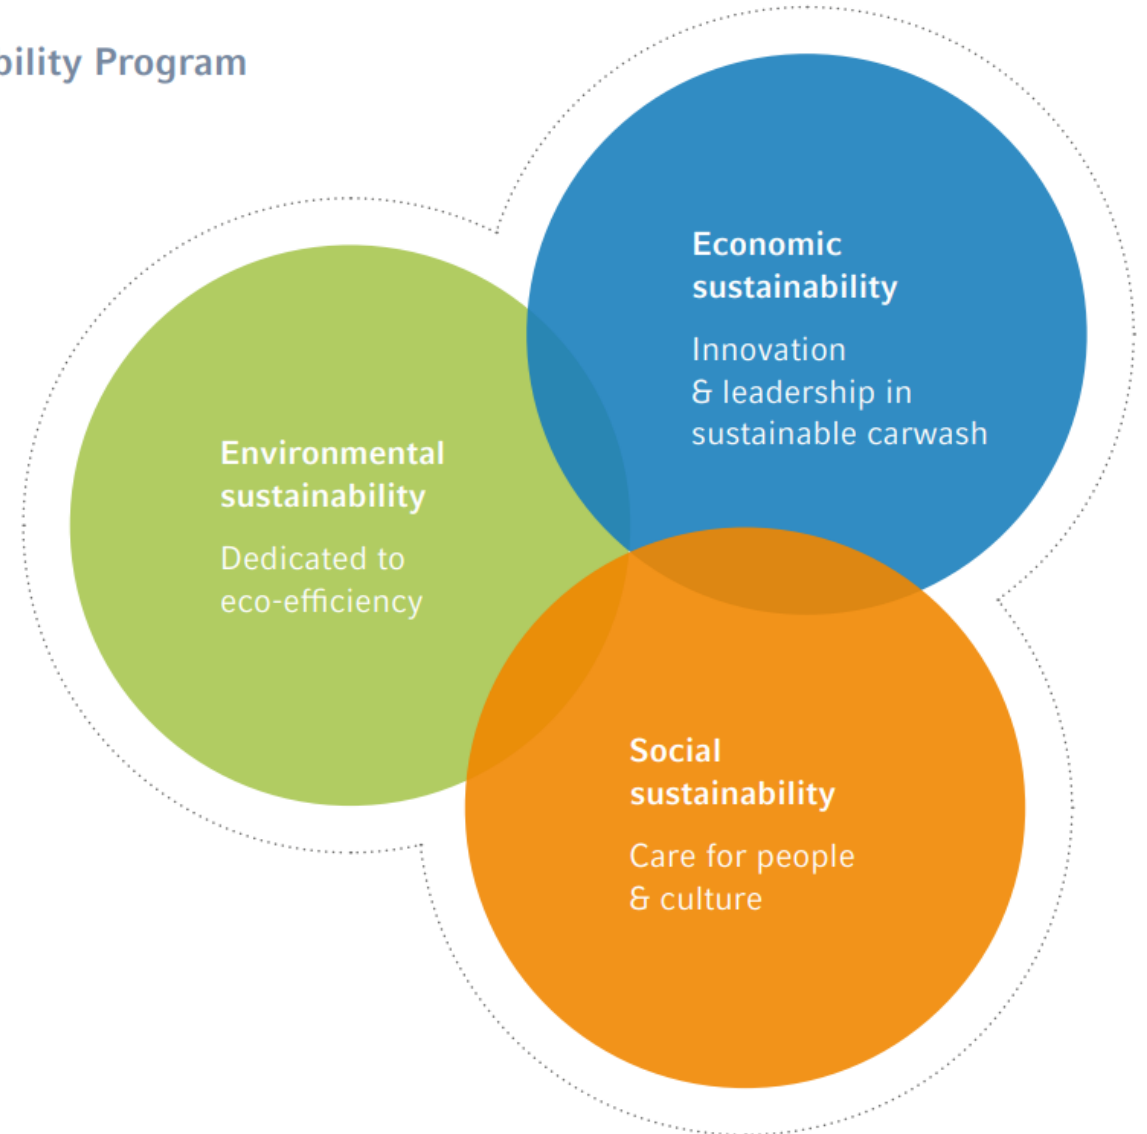 bility Program
Economic
sustainability
Innovation
& leadership in
sustainable carwash
Environmental
sustainability
Dedicated to
eco-efficiency
Social
sustainability
Care for people
& culture